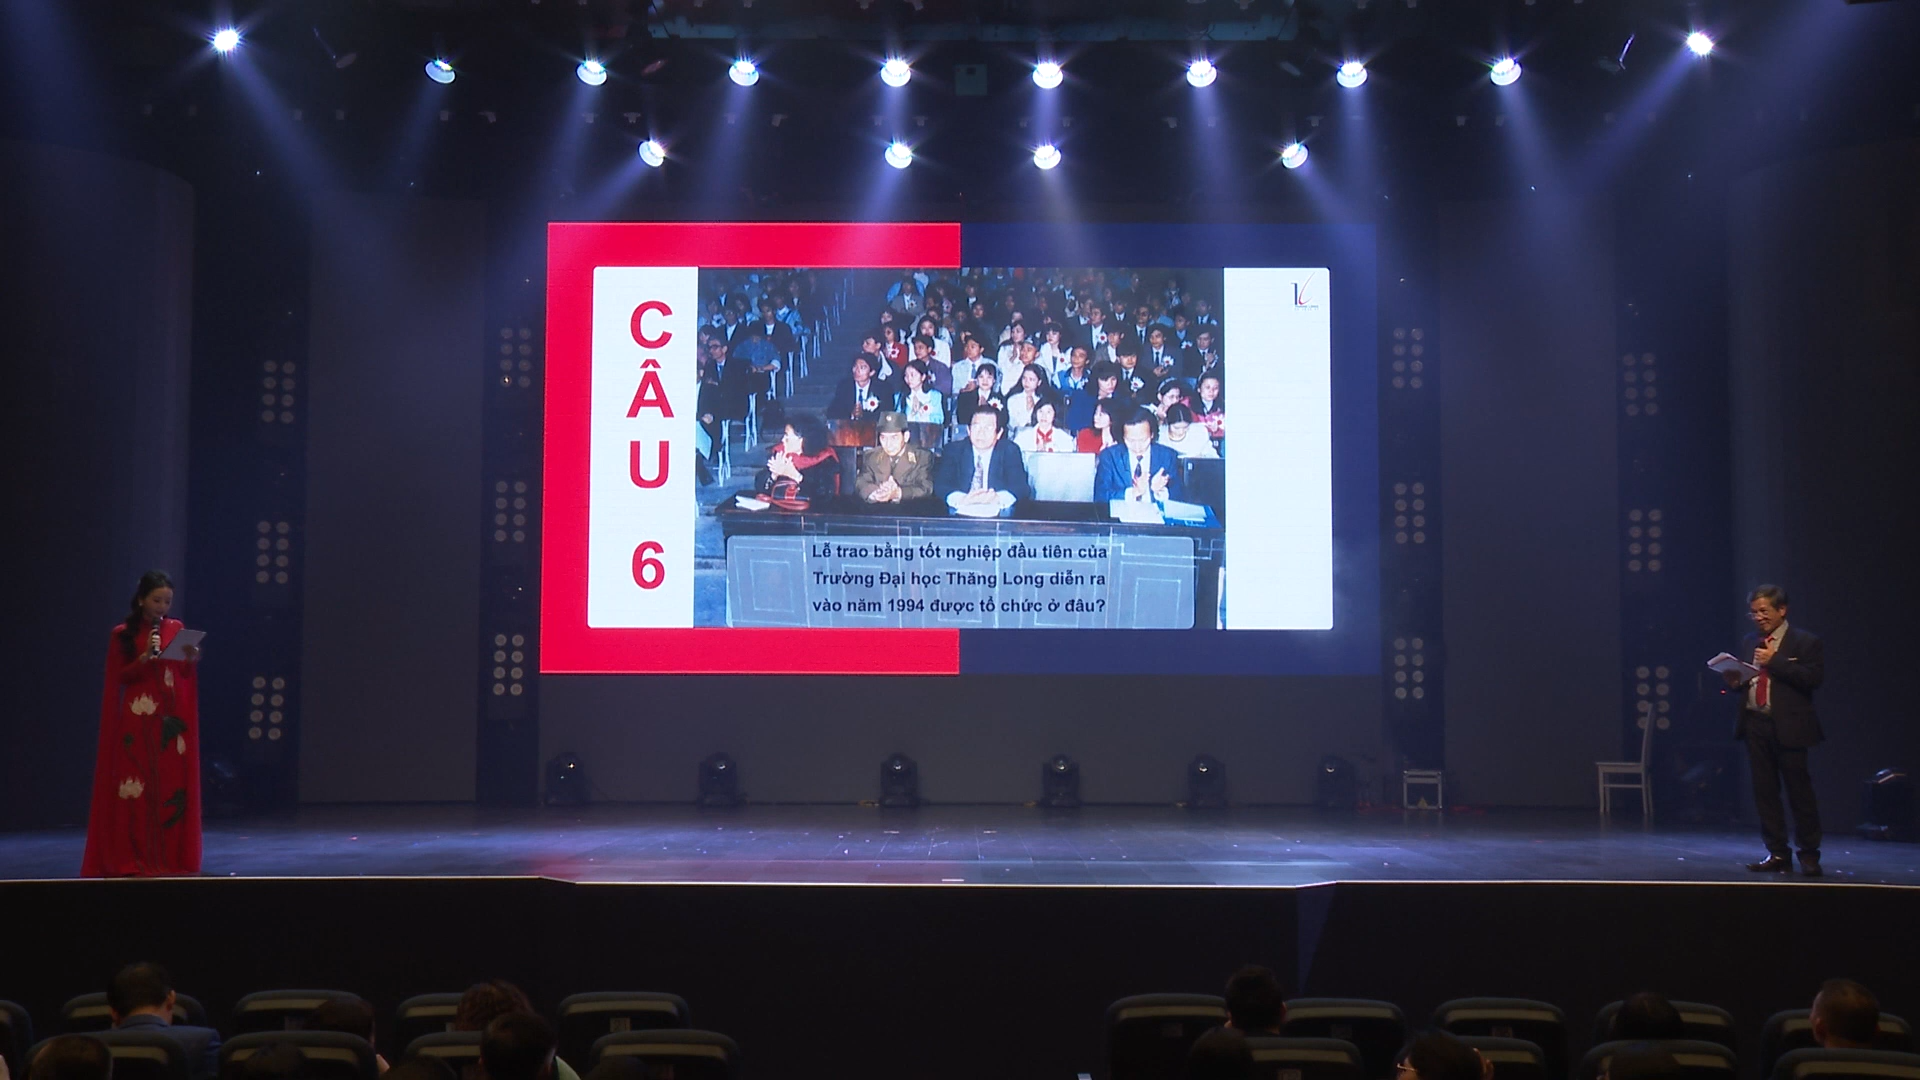 CÂU 6
Lễ trao bằng tốt nghiệp đầu tiên của
Trường Đại học Thăng Long diễn ra
vào năm 1994 được tổ chức ở đâu?